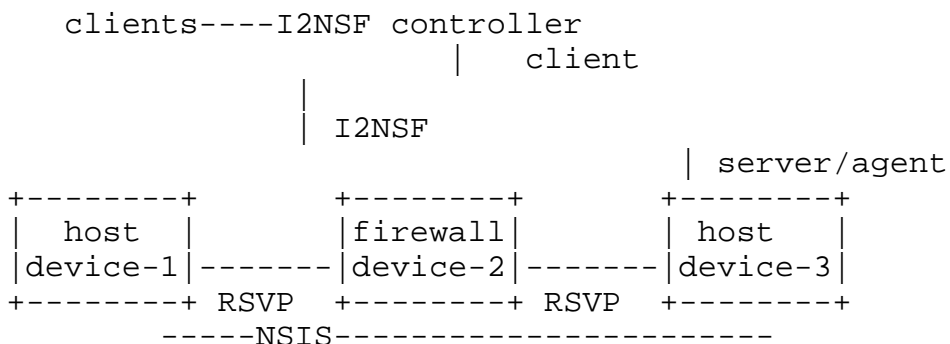 clients----I2NSF controller
|    client
|
| I2NSF
| server/agent
+--------+        +--------+        +--------+
|  host  |        |firewall|        |  host  |
|device-1|-------|device-2|-------|device-3|
+--------+ RSVP  +--------+ RSVP  +--------+
-----NSIS------------------------